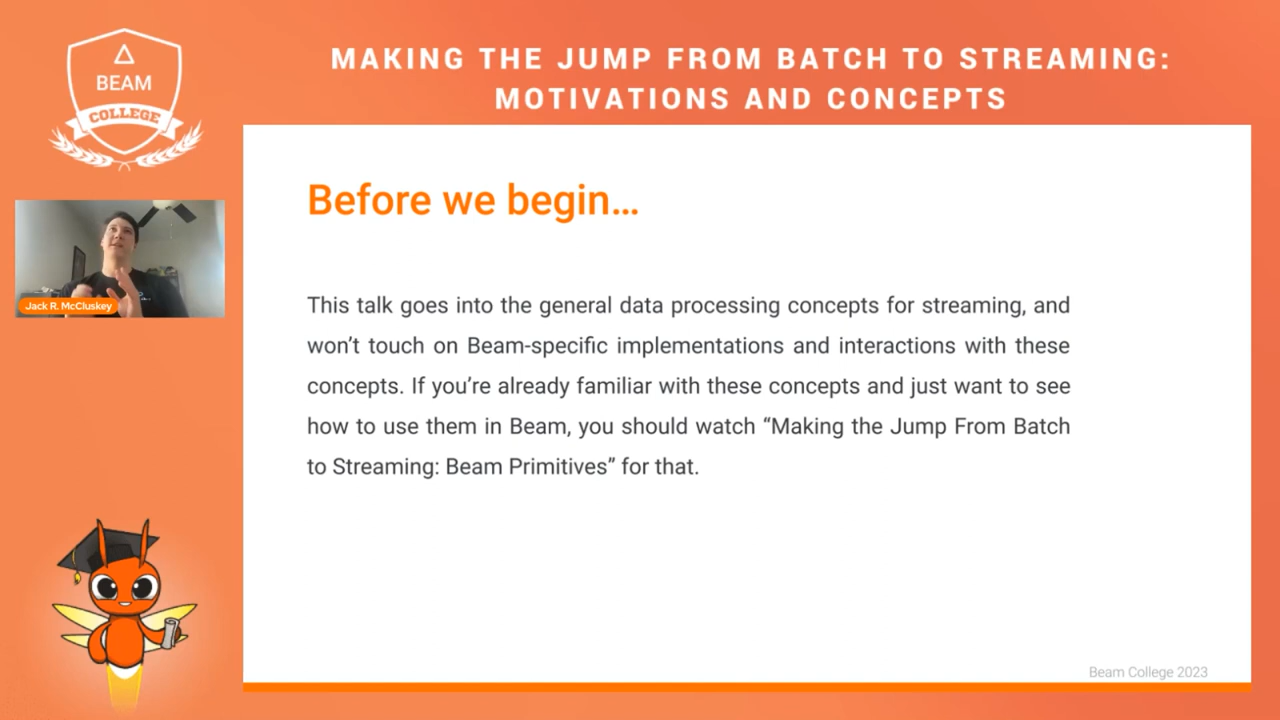 BEAM
COLLEGE
MAKING THE JUMP FROM BATCH TO STREAMING:
MOTIVATIONS AND CONCEPTS
Jack R. McCluskey
Before we begin…
This talk goes into the general data processing concepts for streaming, and
won’t touch on Beam-specific implementations and interactions with these
concepts. If you’re already familiar with these concepts and just want to see
how to use them in Beam, you should watch “Making the Jump From Batch
to Streaming: Beam Primitives” for that.
Beam College 2023